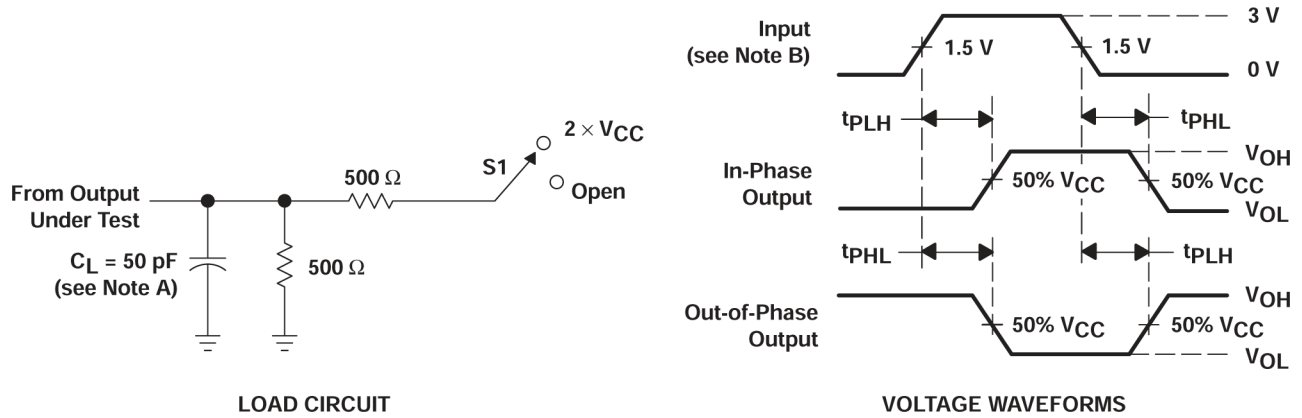 From Output
Under Test
CL = 50 pF
(see Note A)
500 Ω
500 Ω
S1
2 × VCC
Open
LOAD CIRCUIT
Input
(see Note B)
1.5 V
1.5 V
3 V
0 V
tPLH
tPHL
In-Phase
Output
50% VCC
50% VCC
VOH
VOL
tPHL
tPLH
Out-of-Phase
Output
50% VCC
50% VCC
VOH
VOL
VOLTAGE WAVEFORMS